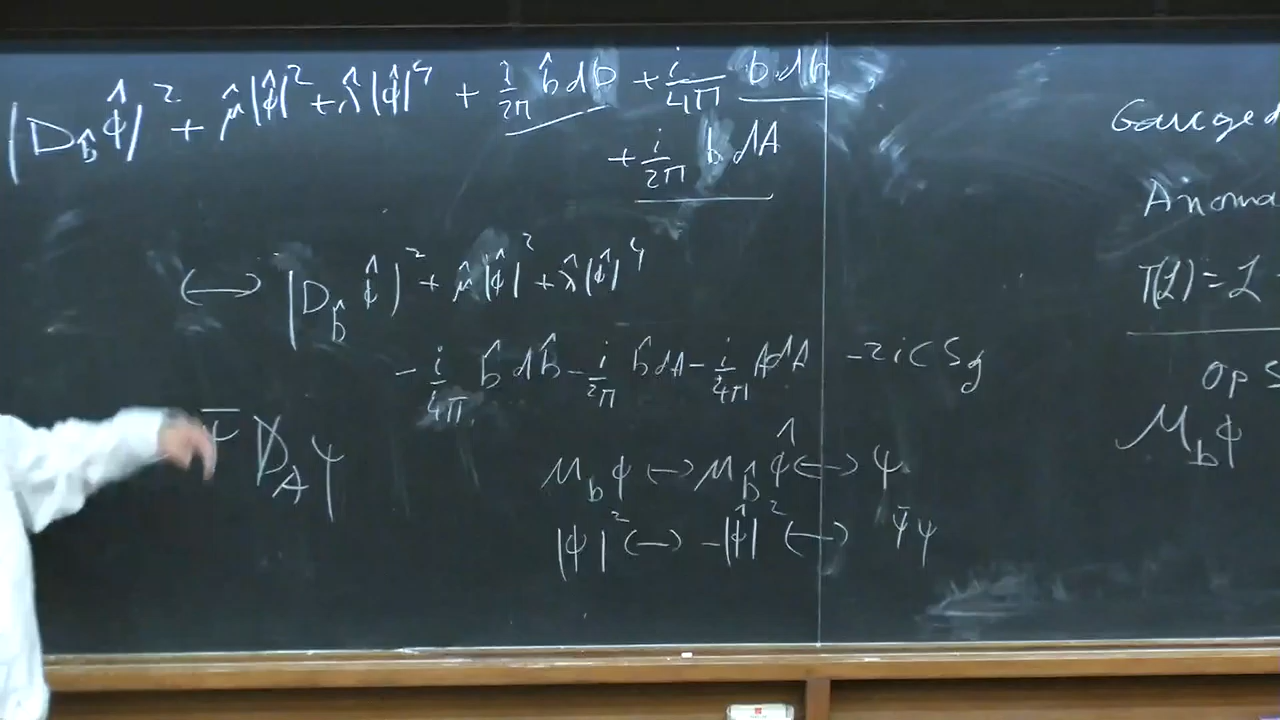 |D_b̂ ϕ̂|² + μ̂|ϕ̂|² + λ̂|ϕ̂|⁴ + i/2π b̂db + i/4π bdb
+ i/2π bdA
⟷ |D_b̂ ϕ̂|² + μ̂|ϕ̂|² + λ̂|ϕ̂|⁴
- i/4π b̂db̂ - i/2π b̂dA - i/4π AdA - 2iCS_g
D̸_A ψ
M_b ϕ ⟷ M_b̂ ϕ̂ ⟷ ψ
|ϕ|² ⟷ -|ϕ̂|² ⟷ ψ̄ψ
Gauged
T(ℒ) = ℒ
Op S
M_b ϕ